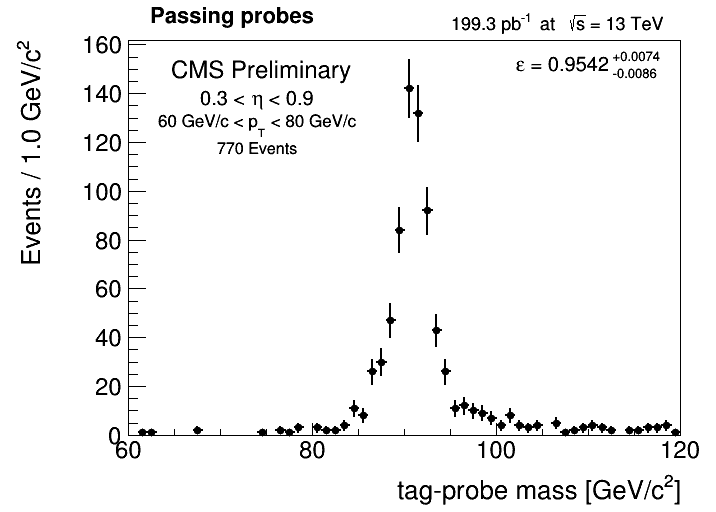 Passing probes
199.3 pb⁻¹ at √s = 13 TeV
CMS Preliminary
0.3 < η < 0.9
60 GeV/c < p_T < 80 GeV/c
770 Events
ε = 0.9542 +0.0074 -0.0086
Events / 1.0 GeV/c²
160
140
120
100
80
60
40
20
0
60 80 100 120
tag-probe mass [GeV/c²]